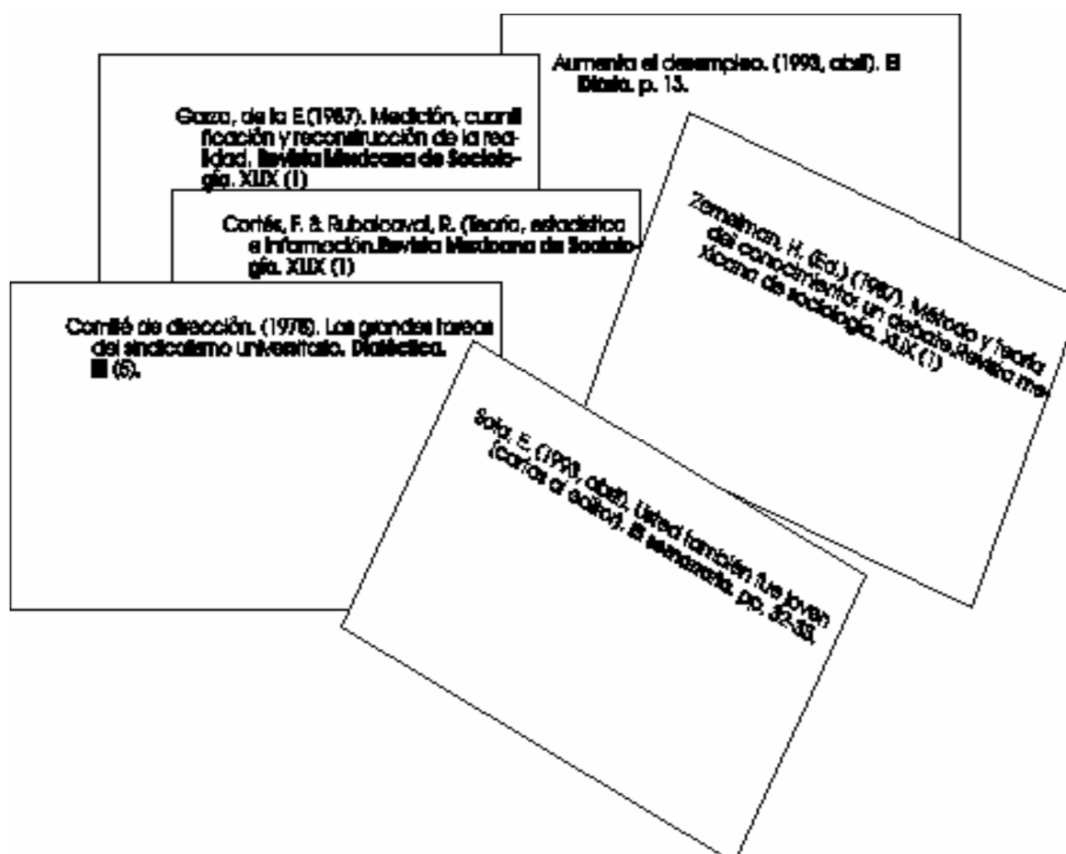 Aumenta el desempleo. (1993, abril). El
Diario. p. 13.
Garza, de la E.(1987). Medición, cuanti
ficación y reconstrucción de la rea-
lidad. Revista Mexicana de Sociolo-
gía. XLIX (1)
Cortés, F. & Rubalcaval, R. (Teoría, estadística
e información.Revista Mexicana de Sociolo-
gía. XLIX (1)
Zemelman, H. (Ed.) (1987). Método y Teoría
del conocimiento: un debate.Revista me-
xicana de sociología. XLIX (1)
Comité de dirección. (1978). Las grandes tareas
del sindicalismo universitario. Dialéctica.
III (5).
Sola, E. (1993, abril). Usted también fue joven
(cartas al editor). El semanario. pp. 32-33.